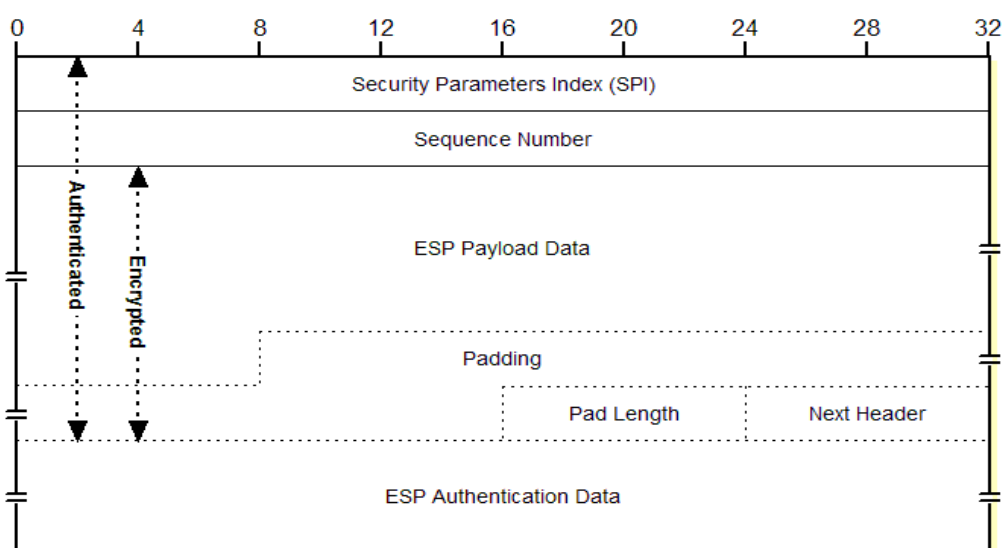 0 4 8 12 16 20 24 28 32
Security Parameters Index (SPI)
Sequence Number
Authenticated
Encrypted
ESP Payload Data
Padding
Pad Length Next Header
ESP Authentication Data